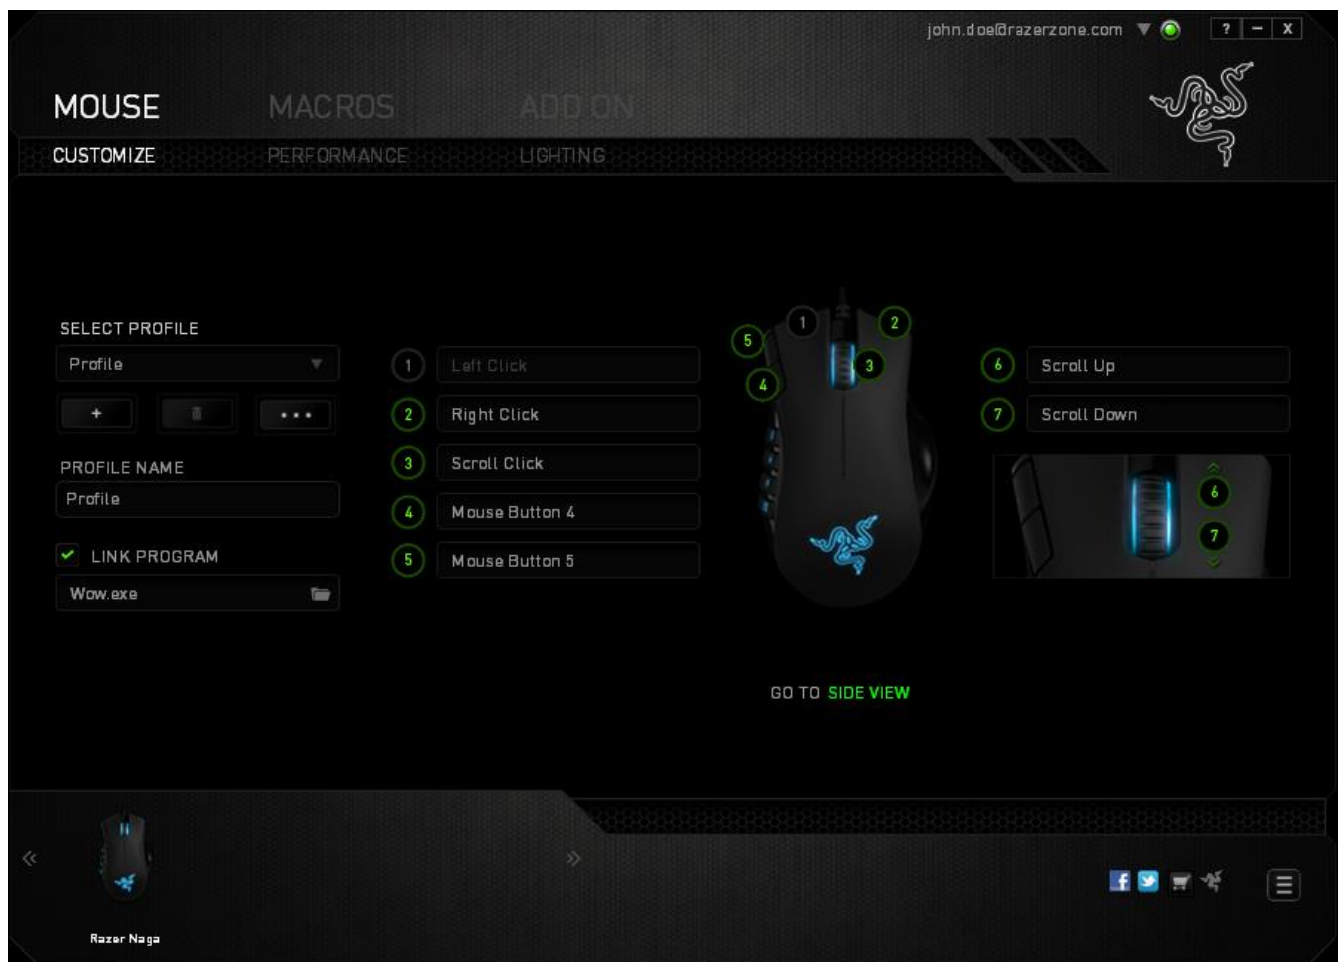 john.doe@razerzone.com
? – X
MOUSE MACROS ADD ON
CUSTOMIZE PERFORMANCE LIGHTING
SELECT PROFILE
Profile
+ •••
PROFILE NAME
Profile
LINK PROGRAM
Wow.exe
1 Left Click
2 Right Click
3 Scroll Click
4 Mouse Button 4
5 Mouse Button 5
1 2
5
3
4
6 Scroll Up
7 Scroll Down
6
7
GO TO SIDE VIEW
Razer Naga
f